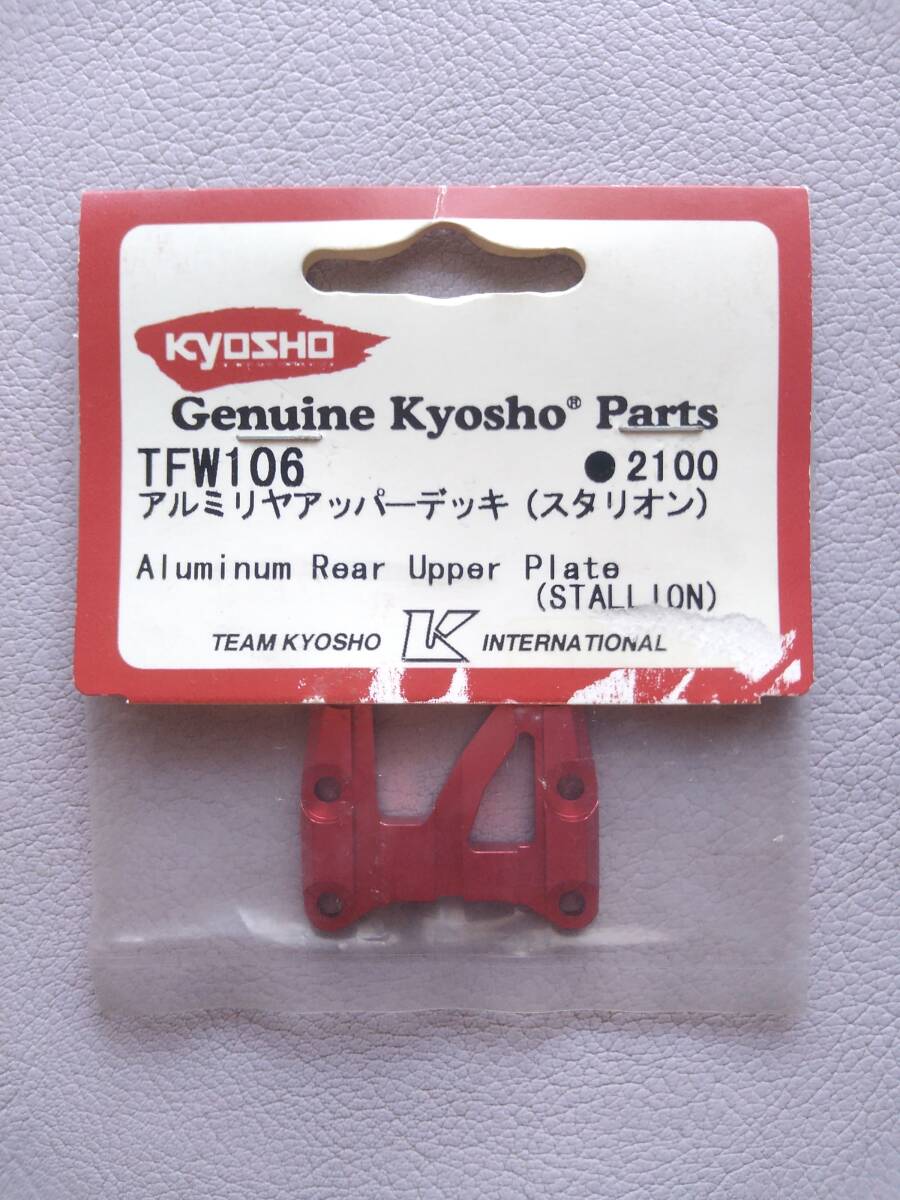 KYOSHO
Genuine Kyosho® Parts
TFW106 ●2100
アルミリヤアッパーデッキ(スタリオン)
Aluminum Rear Upper Plate
(STALLION)
TEAM KYOSHO K INTERNATIONAL